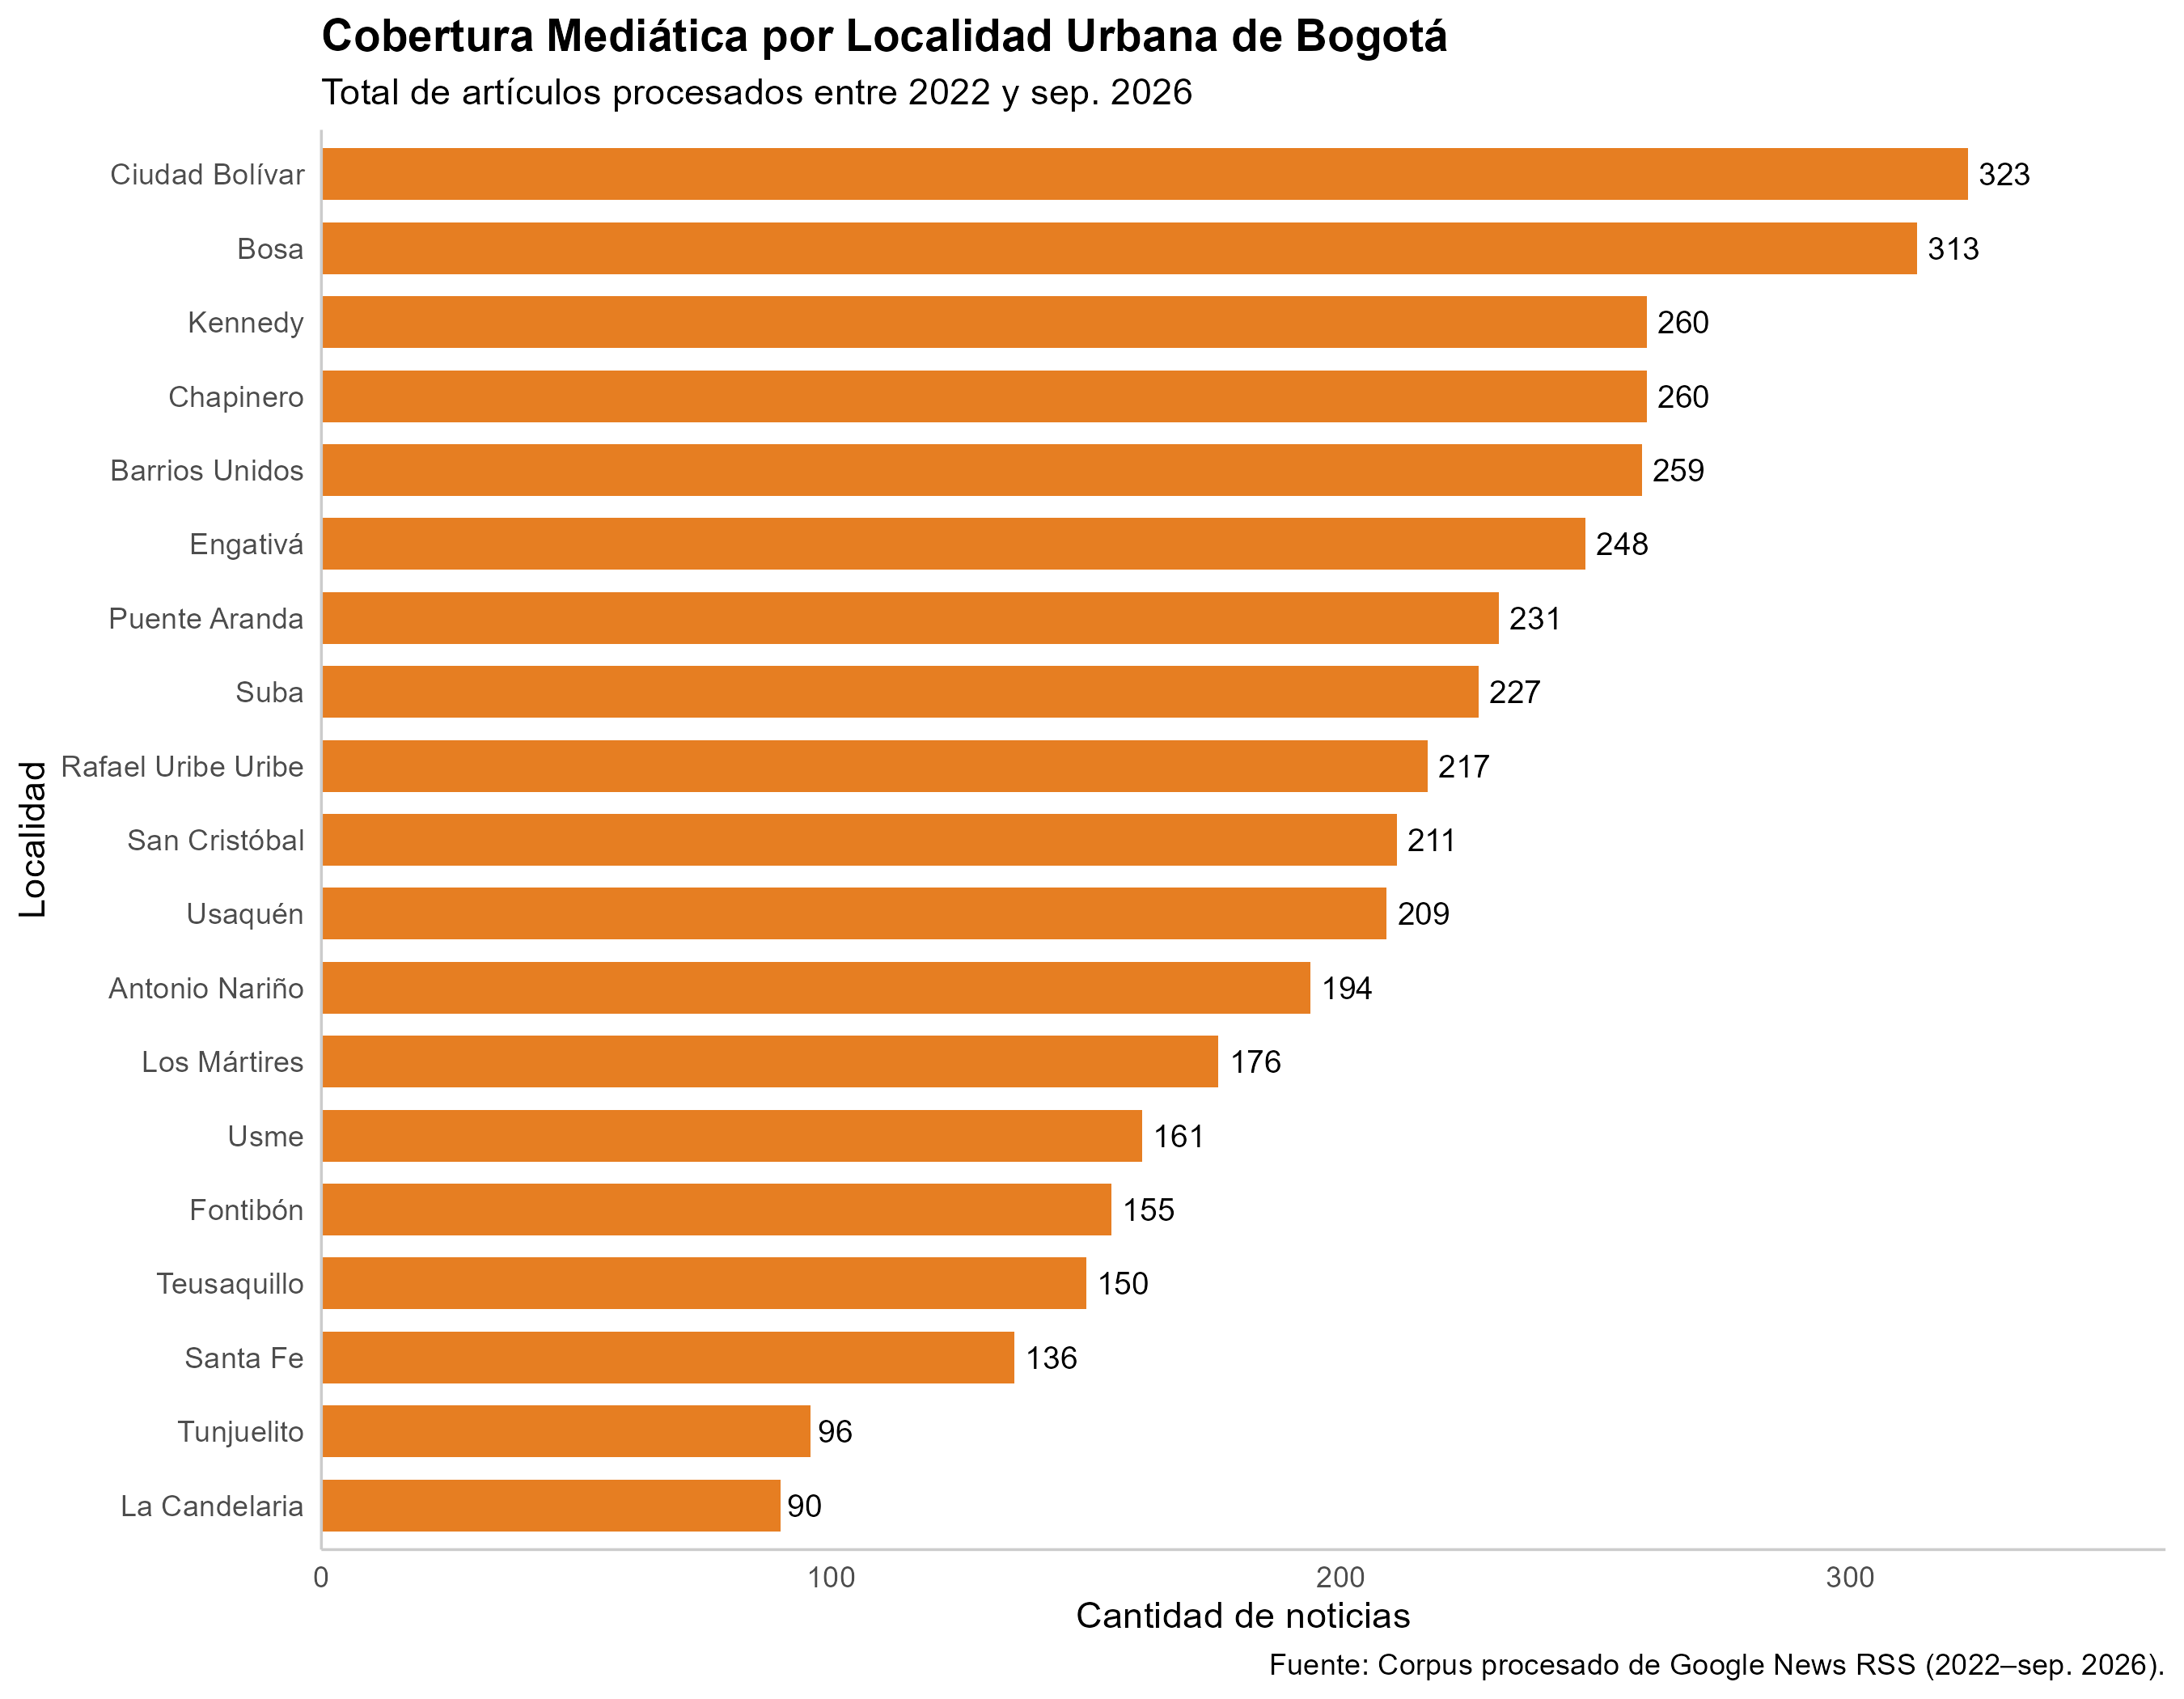 Cobertura Mediática por Localidad Urbana de Bogotá
Total de artículos procesados entre 2022 y sep. 2026
Localidad
Ciudad Bolívar 323
Bosa 313
Kennedy 260
Chapinero 260
Barrios Unidos 259
Engativá 248
Puente Aranda 231
Suba 227
Rafael Uribe Uribe 217
San Cristóbal 211
Usaquén 209
Antonio Nariño 194
Los Mártires 176
Usme 161
Fontibón 155
Teusaquillo 150
Santa Fe 136
Tunjuelito 96
La Candelaria 90
0 100 200 300
Cantidad de noticias
Fuente: Corpus procesado de Google News RSS (2022–sep. 2026).